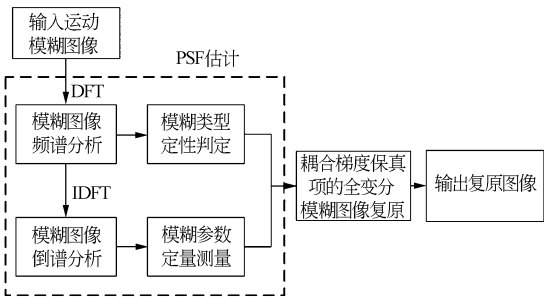 输入运动
模糊图像
PSF估计
DFT
模糊图像
频谱分析
模糊类型
定性判定
IDFT
模糊图像
倒谱分析
模糊参数
定量测量
耦合梯度保真
项的全变分
模糊图像复原
输出复原图像